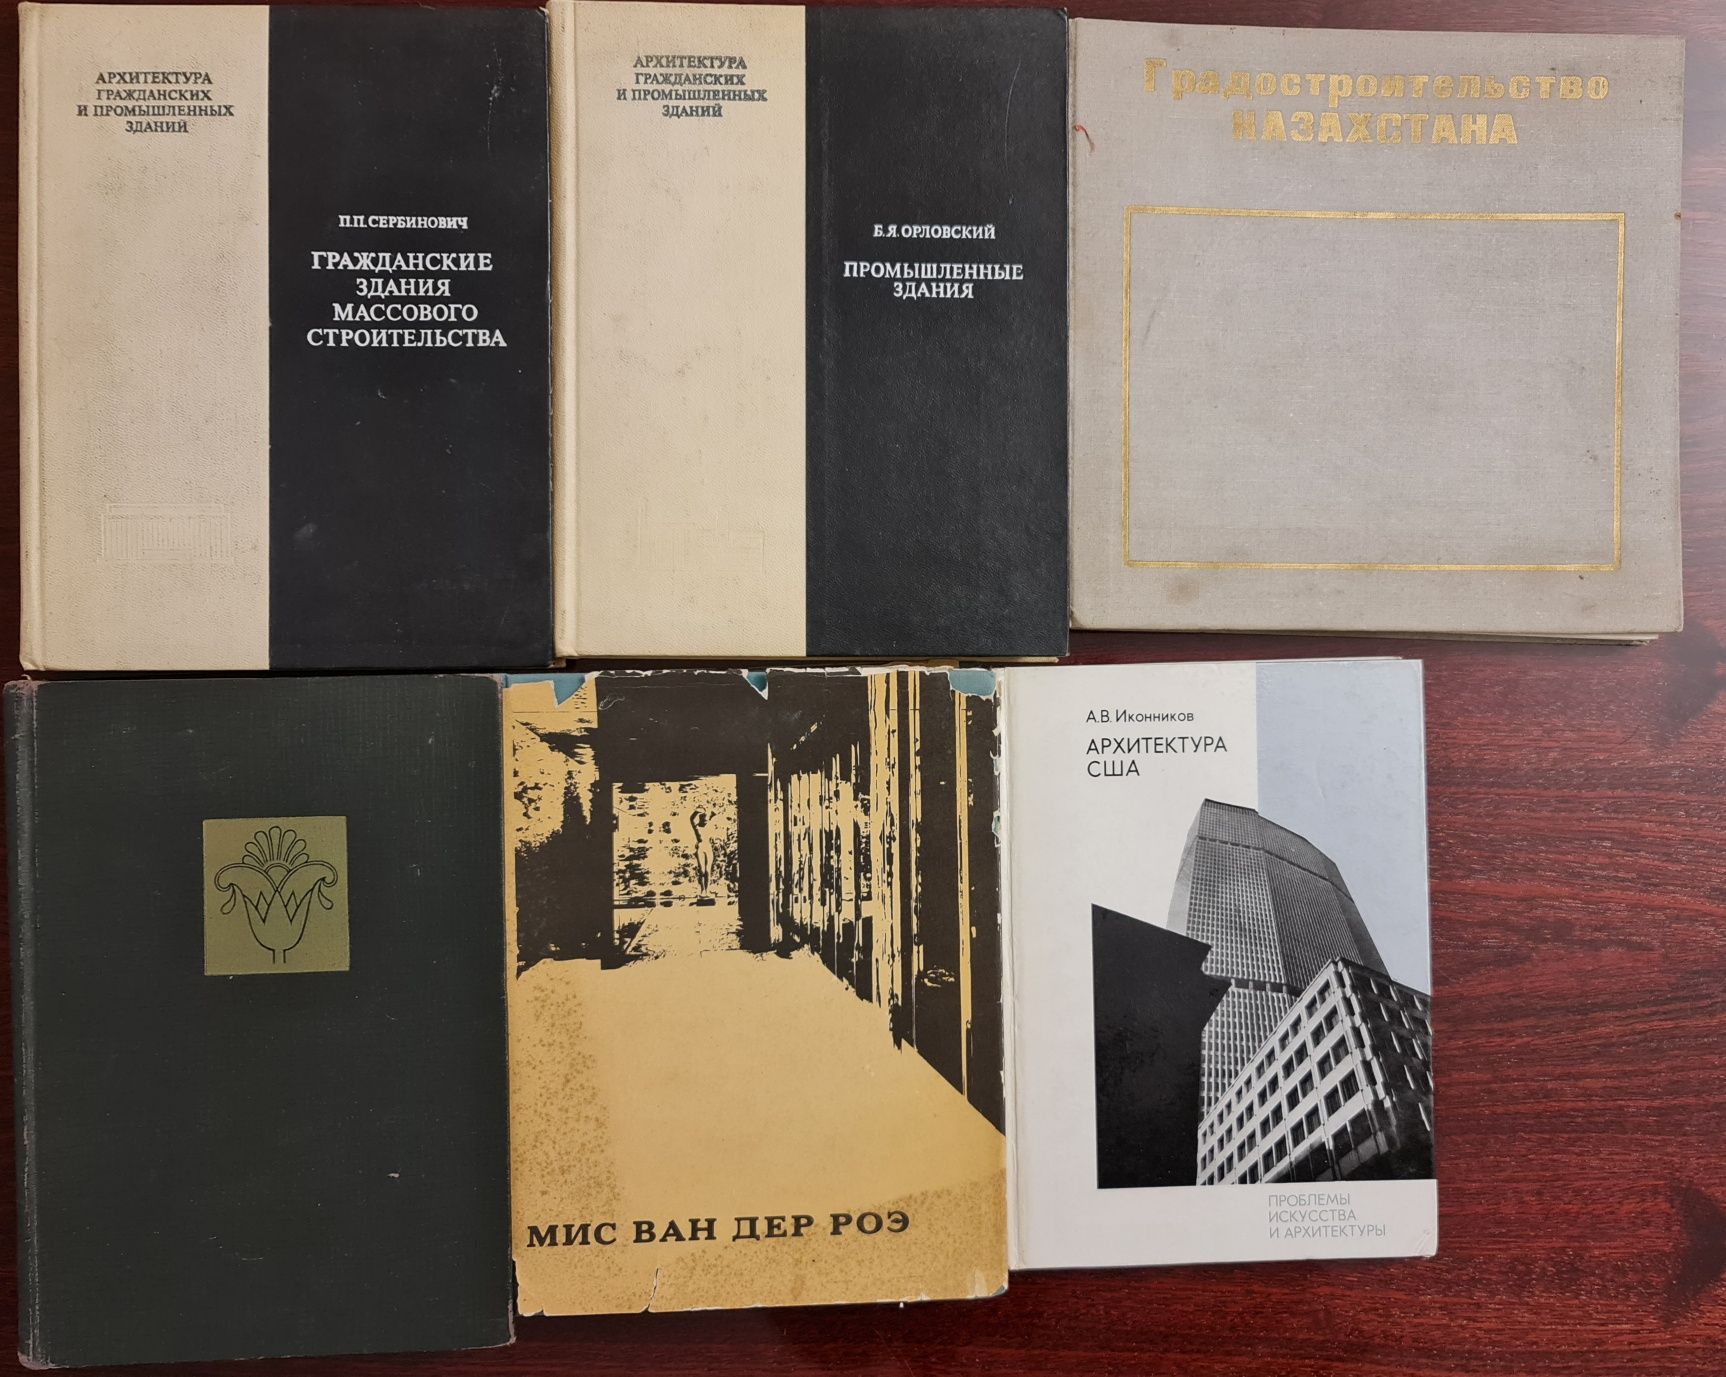 АРХИТЕКТУРА
ГРАЖДАНСКИХ
И ПРОМЫШЛЕННЫХ
ЗДАНИЙ
П.П. СЕРБИНОВИЧ
ГРАЖДАНСКИЕ
ЗДАНИЯ
МАССОВОГО
СТРОИТЕЛЬСТВА
АРХИТЕКТУРА
ГРАЖДАНСКИХ
И ПРОМЫШЛЕННЫХ
ЗДАНИЙ
Б.Я. ОРЛОВСКИЙ
ПРОМЫШЛЕННЫЕ
ЗДАНИЯ
Градостроительство
КАЗАХСТАНА
МИС ВАН ДЕР РОЭ
А.В. Иконников
АРХИТЕКТУРА
США
ПРОБЛЕМЫ
ИСКУССТВА
И АРХИТЕКТУРЫ